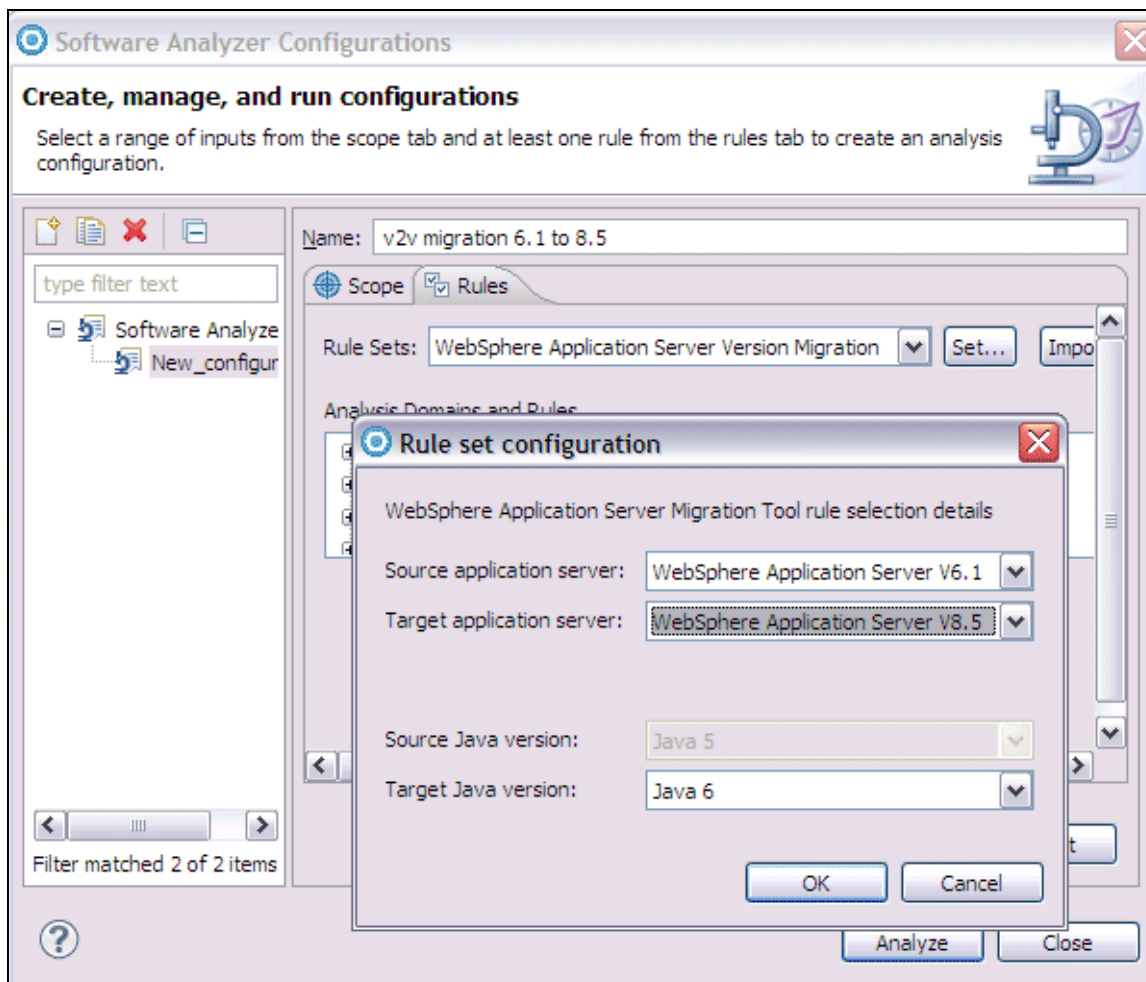 Software Analyzer Configurations
Create, manage, and run configurations
Select a range of inputs from the scope tab and at least one rule from the rules tab to create an analysis
configuration.
Name: v2v migration 6.1 to 8.5
type filter text
Scope Rules
Software Analyze
New_configur
Rule Sets: WebSphere Application Server Version Migration Set... Impo
Analysis Domains and Rules
Rule set configuration
WebSphere Application Server Migration Tool rule selection details
Source application server: WebSphere Application Server V6.1
Target application server: WebSphere Application Server V8.5
Source Java version: Java 5
Target Java version: Java 6
OK Cancel
t
Filter matched 2 of 2 items
Analyze Close